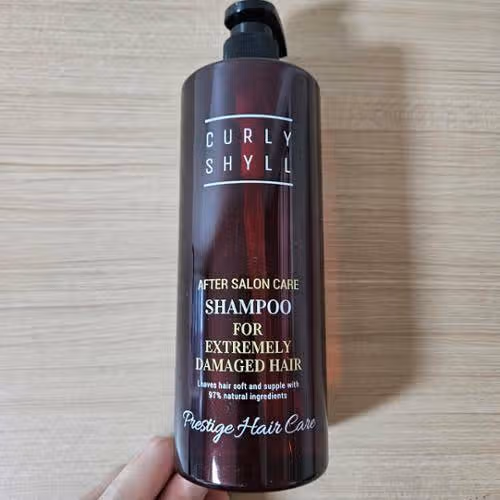 CURLY
SHYLL
AFTER SALON CARE
SHAMPOO
FOR
EXTREMELY
DAMAGED HAIR
Leaves hair soft and supple with
97% natural ingredients
Prestige Hair Care